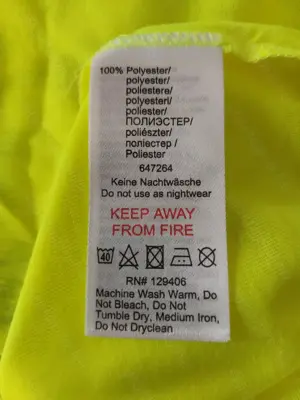 100% Polyester/
Polyester/
poliestere/
polyesteri/
poliester/
ПОЛИЭСТЕР/
poliészter/
поліестер /
Poliester
647264
Keine Nachtwäsche
Do not use as nightwear
KEEP AWAY
FROM FIRE
40
RN# 129406
Machine Wash Warm, Do
Not Bleach, Do Not
Tumble Dry, Medium Iron,
Do Not Dryclean